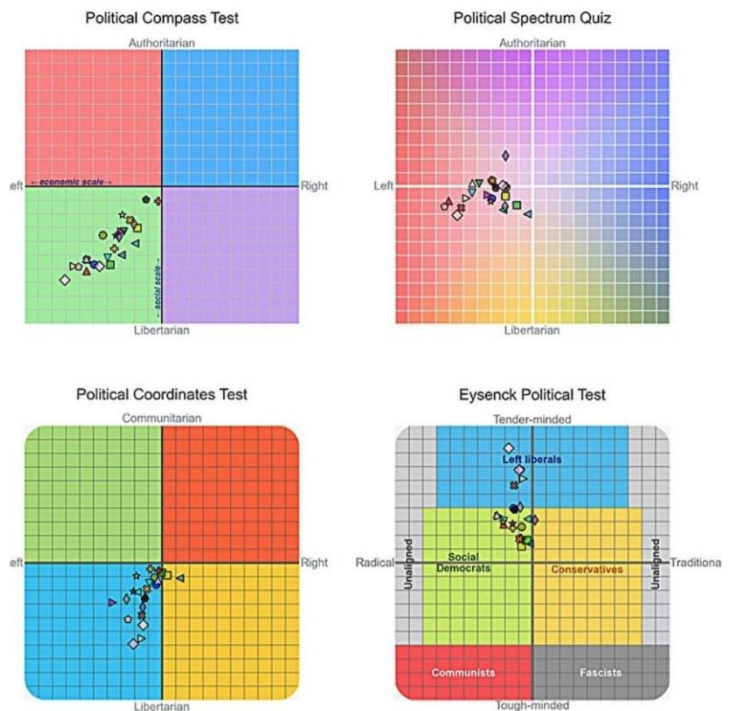 Political Compass Test
Authoritarian
←economic scale→
eft
Right
←social scale→
Libertarian
Political Spectrum Quiz
Authoritarian
Left
Right
Libertarian
Political Coordinates Test
Communitarian
eft
Right
Libertarian
Eysenck Political Test
Tender-minded
Left liberals
Radical
Unaligned
Social
Democrats
Conservatives
Unaligned
Traditiona
Communists
Fascists
Tough-minded